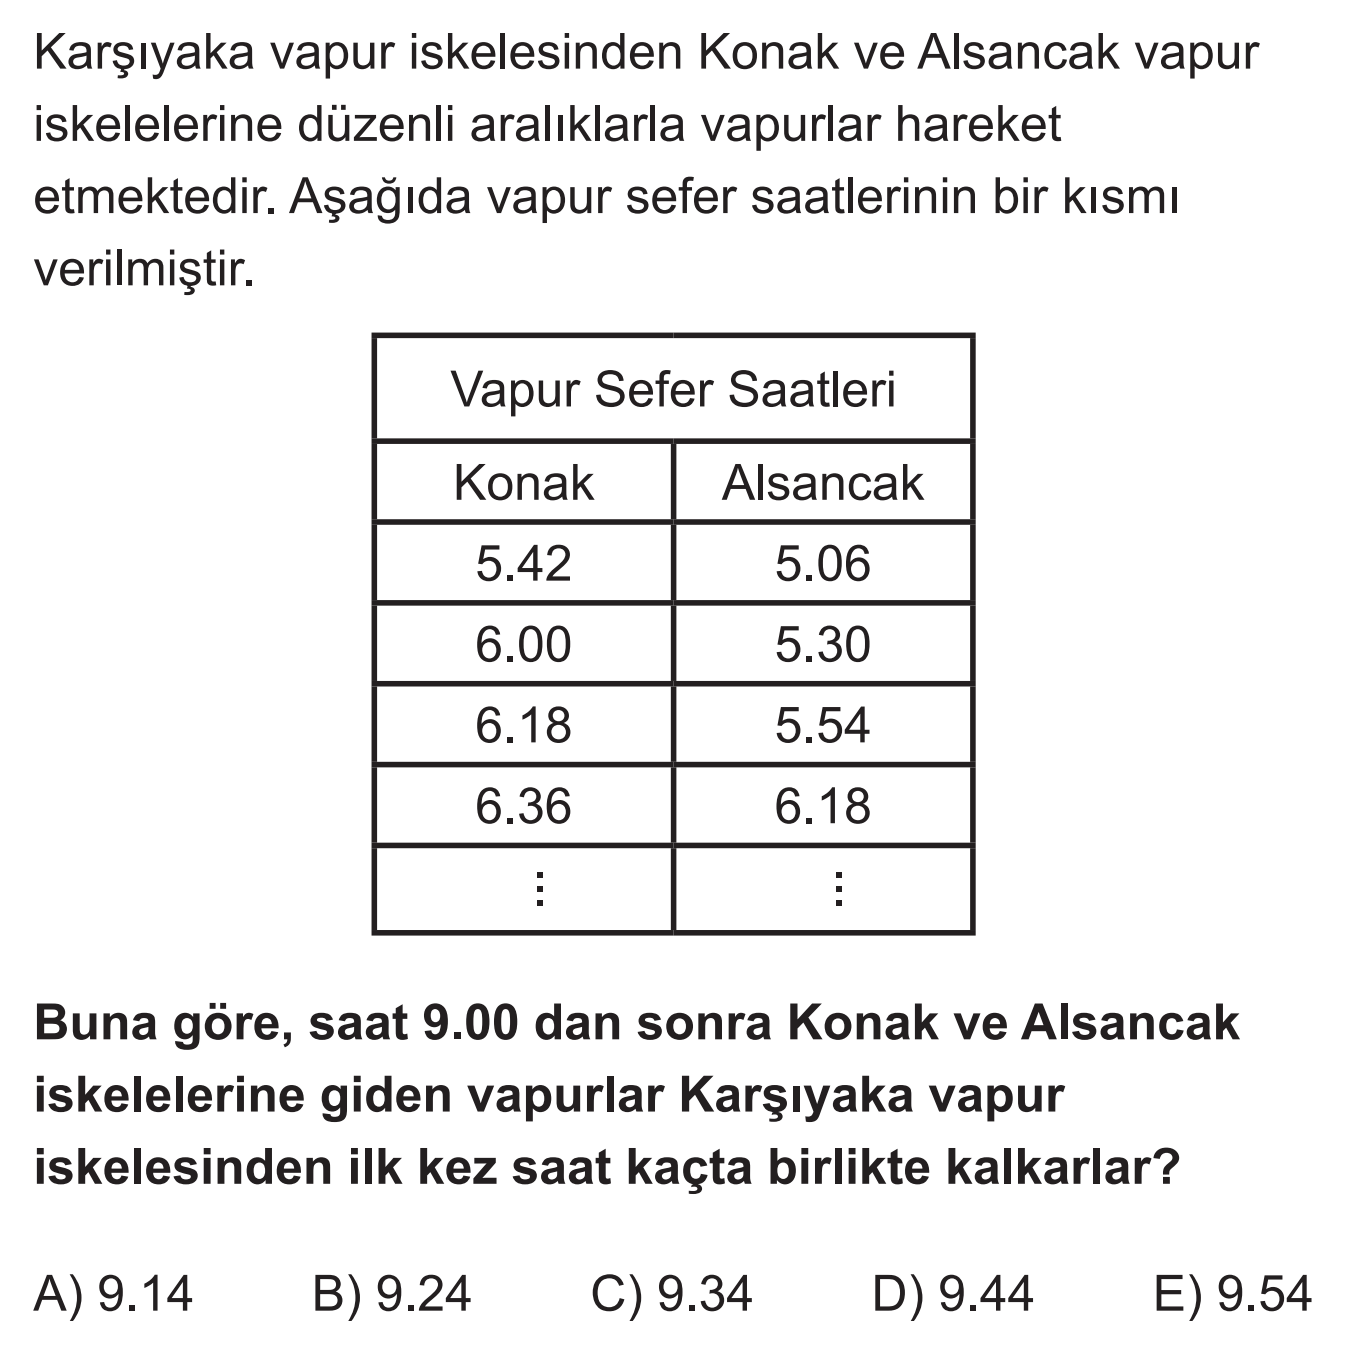 Karşıyaka vapur iskelesinden Konak ve Alsancak vapur
iskelelerine düzenli aralıklarla vapurlar hareket
etmektedir. Aşağıda vapur sefer saatlerinin bir kısmı
verilmiştir.
Vapur Sefer Saatleri
Konak Alsancak
5.42 5.06
6.00 5.30
6.18 5.54
6.36 6.18
⋮ ⋮
Buna göre, saat 9.00 dan sonra Konak ve Alsancak
iskelelerine giden vapurlar Karşıyaka vapur
iskelesinden ilk kez saat kaçta birlikte kalkarlar?
A) 9.14 B) 9.24 C) 9.34 D) 9.44 E) 9.54